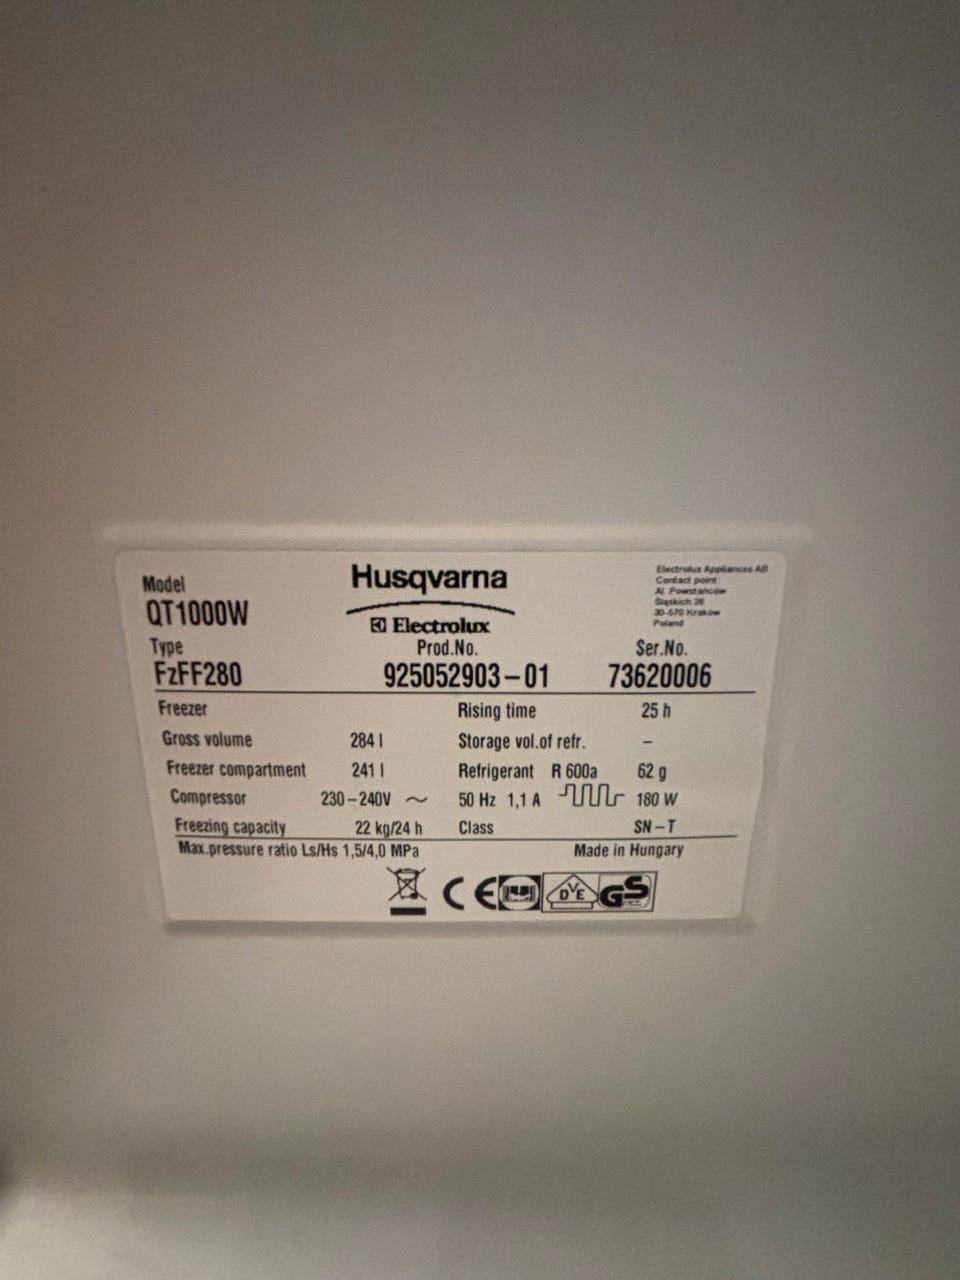 Model
QT1000W
Husqvarna
Electrolux
Electrolux Appliances AB
Contact point:
Al. Powstańców
Śląskich 26
30-570 Kraków
Poland
Type
FzFF280
Prod.No.
925052903-01
Ser.No.
73620006
Freezer Rising time 25 h
Gross volume 284 l Storage vol.of refr. –
Freezer compartment 241 l Refrigerant R 600a 62 g
Compressor 230-240V ~ 50 Hz 1,1 A 180 W
Freezing capacity 22 kg/24 h Class SN-T
Max.pressure ratio Ls/Hs 1,5/4,0 MPa Made in Hungary
CE DVE GS